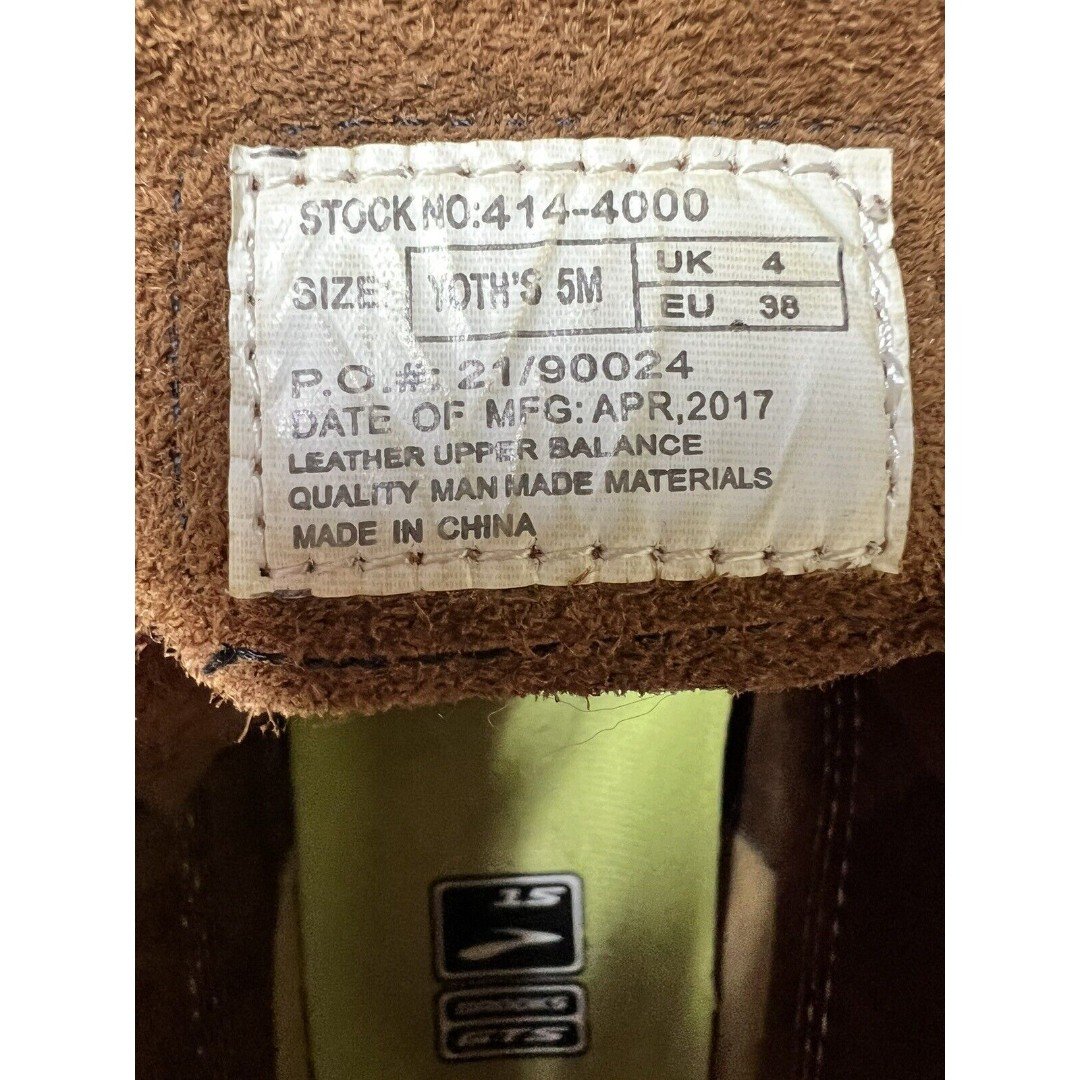 STOCK NO:414-4000
SIZE: YOTH'S 5M UK 4
EU 38
P.O.#: 21/90024
DATE OF MFG: APR,2017
LEATHER UPPER BALANCE
QUALITY MAN MADE MATERIALS
MADE IN CHINA